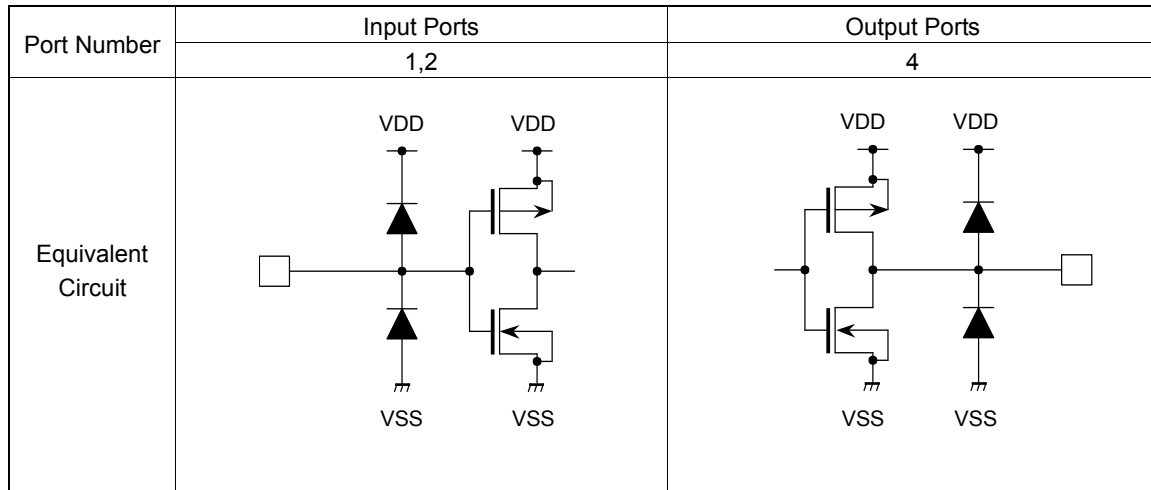 Port Number
Input Ports
Output Ports
1,2
4
Equivalent
Circuit
VDD VDD
VSS VSS
VDD VDD
VSS VSS